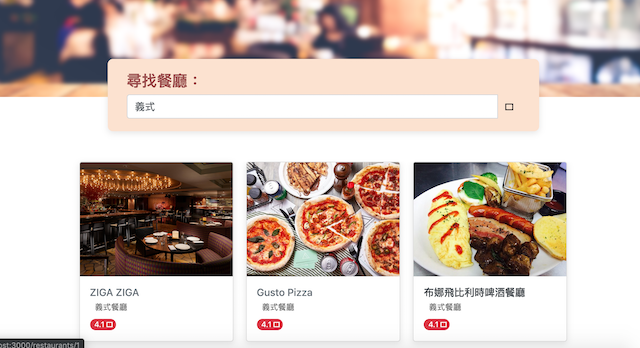 尋找餐廳：
義式
ZIGA ZIGA
義式餐廳
4.1
Gusto Pizza
義式餐廳
4.1
布娜飛比利時啤酒餐廳
義式餐廳
4.1
ost:3000/restaurants/1